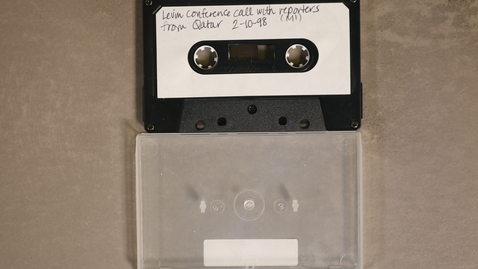 Levin conference call with reporters
from Qatar 2-10-98 (MI)